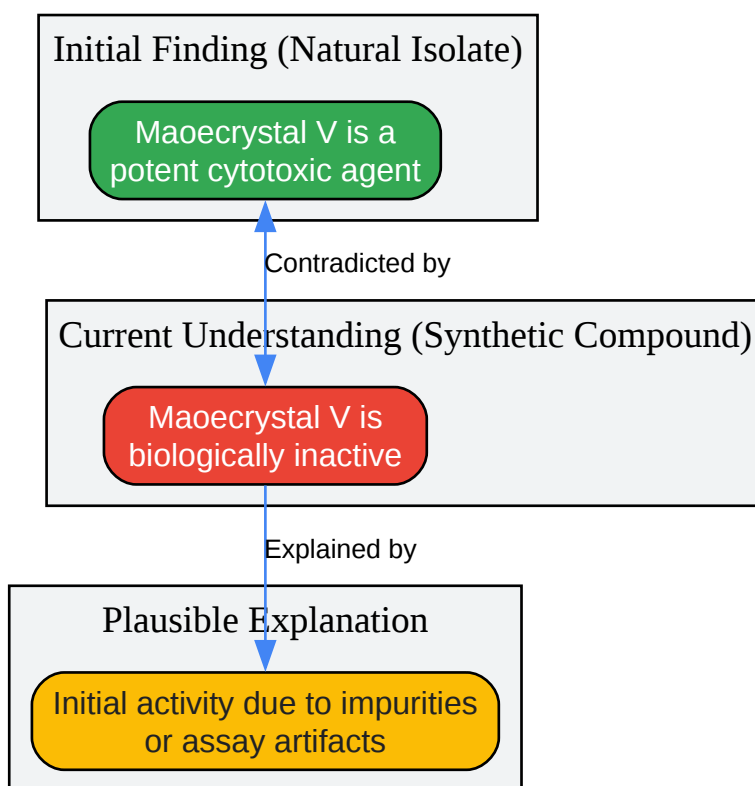 Initial Finding (Natural Isolate)
Maoecrystal V is a
potent cytotoxic agent
Contradicted by
Current Understanding (Synthetic Compound)
Maoecrystal V is
biologically inactive
Explained by
Plausible Explanation
Initial activity due to impurities
or assay artifacts